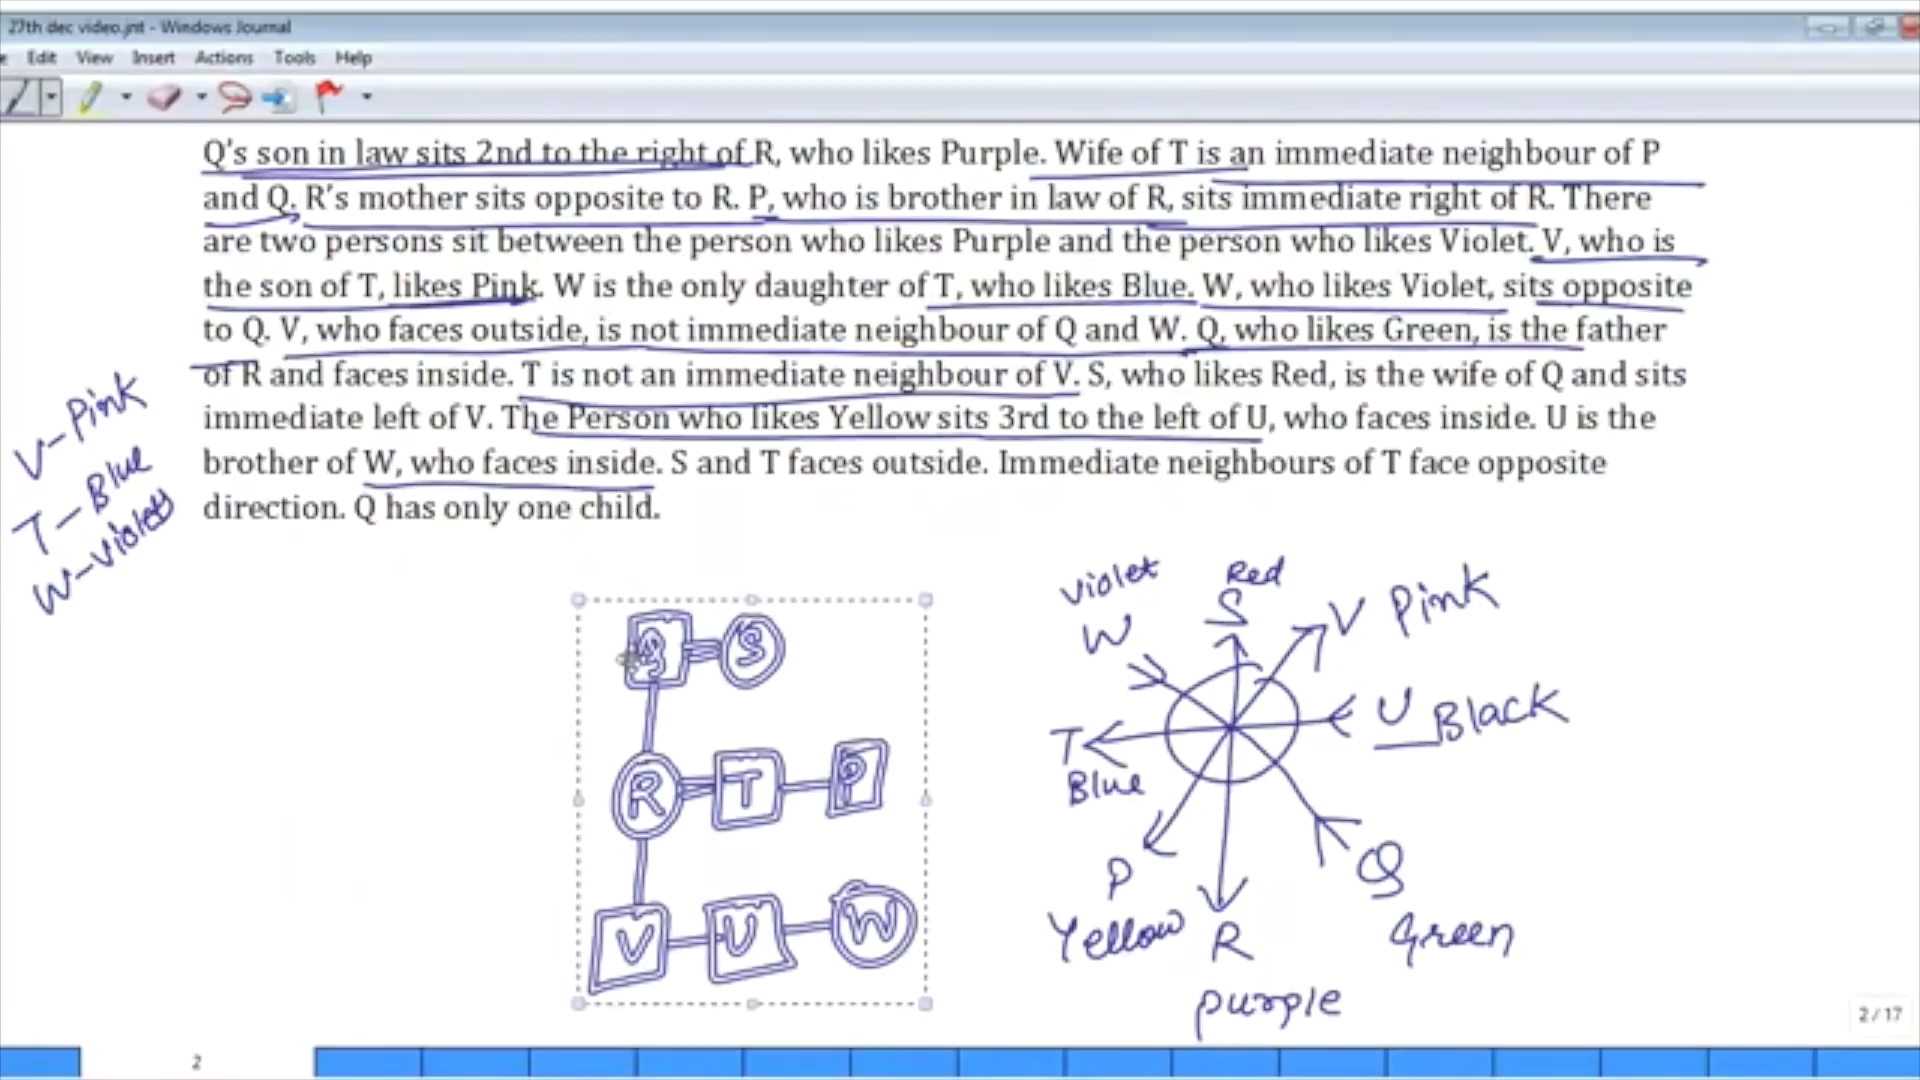 27th dec video.jnt - Windows Journal
Edit View Insert Actions Tools Help
Q's son in law sits 2nd to the right of R, who likes Purple. Wife of T is an immediate neighbour of P
and Q. R's mother sits opposite to R. P, who is brother in law of R, sits immediate right of R. There
are two persons sit between the person who likes Purple and the person who likes Violet. V, who is
the son of T, likes Pink. W is the only daughter of T, who likes Blue. W, who likes Violet, sits opposite
to Q. V, who faces outside, is not immediate neighbour of Q and W. Q, who likes Green, is the father
of R and faces inside. T is not an immediate neighbour of V. S, who likes Red, is the wife of Q and sits
immediate left of V. The Person who likes Yellow sits 3rd to the left of U, who faces inside. U is the
brother of W, who faces inside. S and T faces outside. Immediate neighbours of T face opposite
direction. Q has only one child.
V-Pink
T-Blue
W-Violet
Q S
R T P
V U W
Violet Red
W S V Pink
T U Black
Blue
P Q
Yellow R Green
purple
2 / 17
2